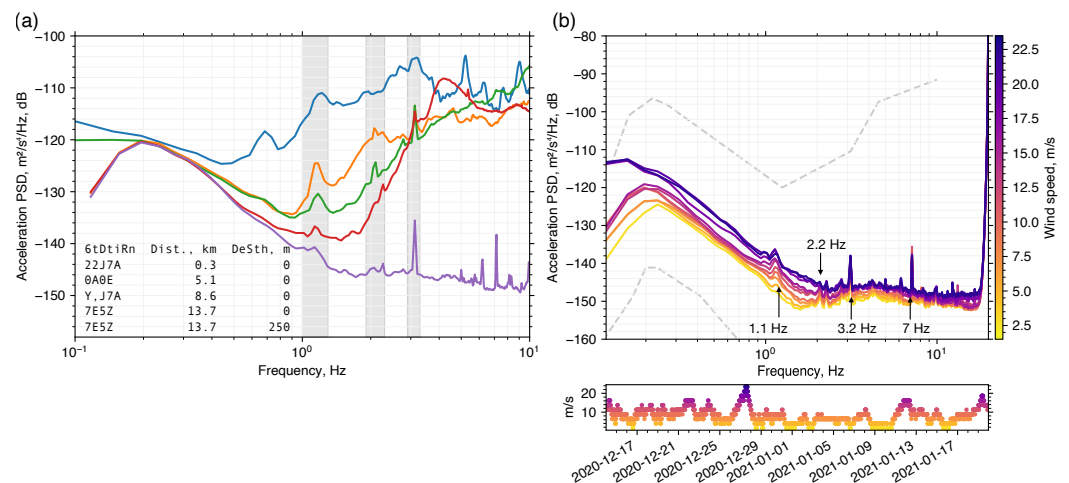 (a)
−100
−110
−120
−130
−140
−150
Acceleration PSD, m²/s⁴/Hz, dB
6tDtiRn Dist., km DeSth, m
22J7A 0.3 0
0A0E 5.1 0
Y,J7A 8.6 0
7E5Z 13.7 0
7E5Z 13.7 250
10⁻¹ 10⁰ 10¹
Frequency, Hz
(b)
−80
−90
−100
−110
−120
−130
−140
−150
−160
Acceleration PSD, m²/s⁴/Hz, dB
2.2 Hz
1.1 Hz
3.2 Hz
7 Hz
10⁰ 10¹
Frequency, Hz
22.5
20.0
17.5
15.0
12.5
10.0
7.5
5.0
2.5
Wind speed, m/s
20
10
m/s
2020-12-17
2020-12-21
2020-12-25
2020-12-29
2021-01-01
2021-01-05
2021-01-09
2021-01-13
2021-01-17